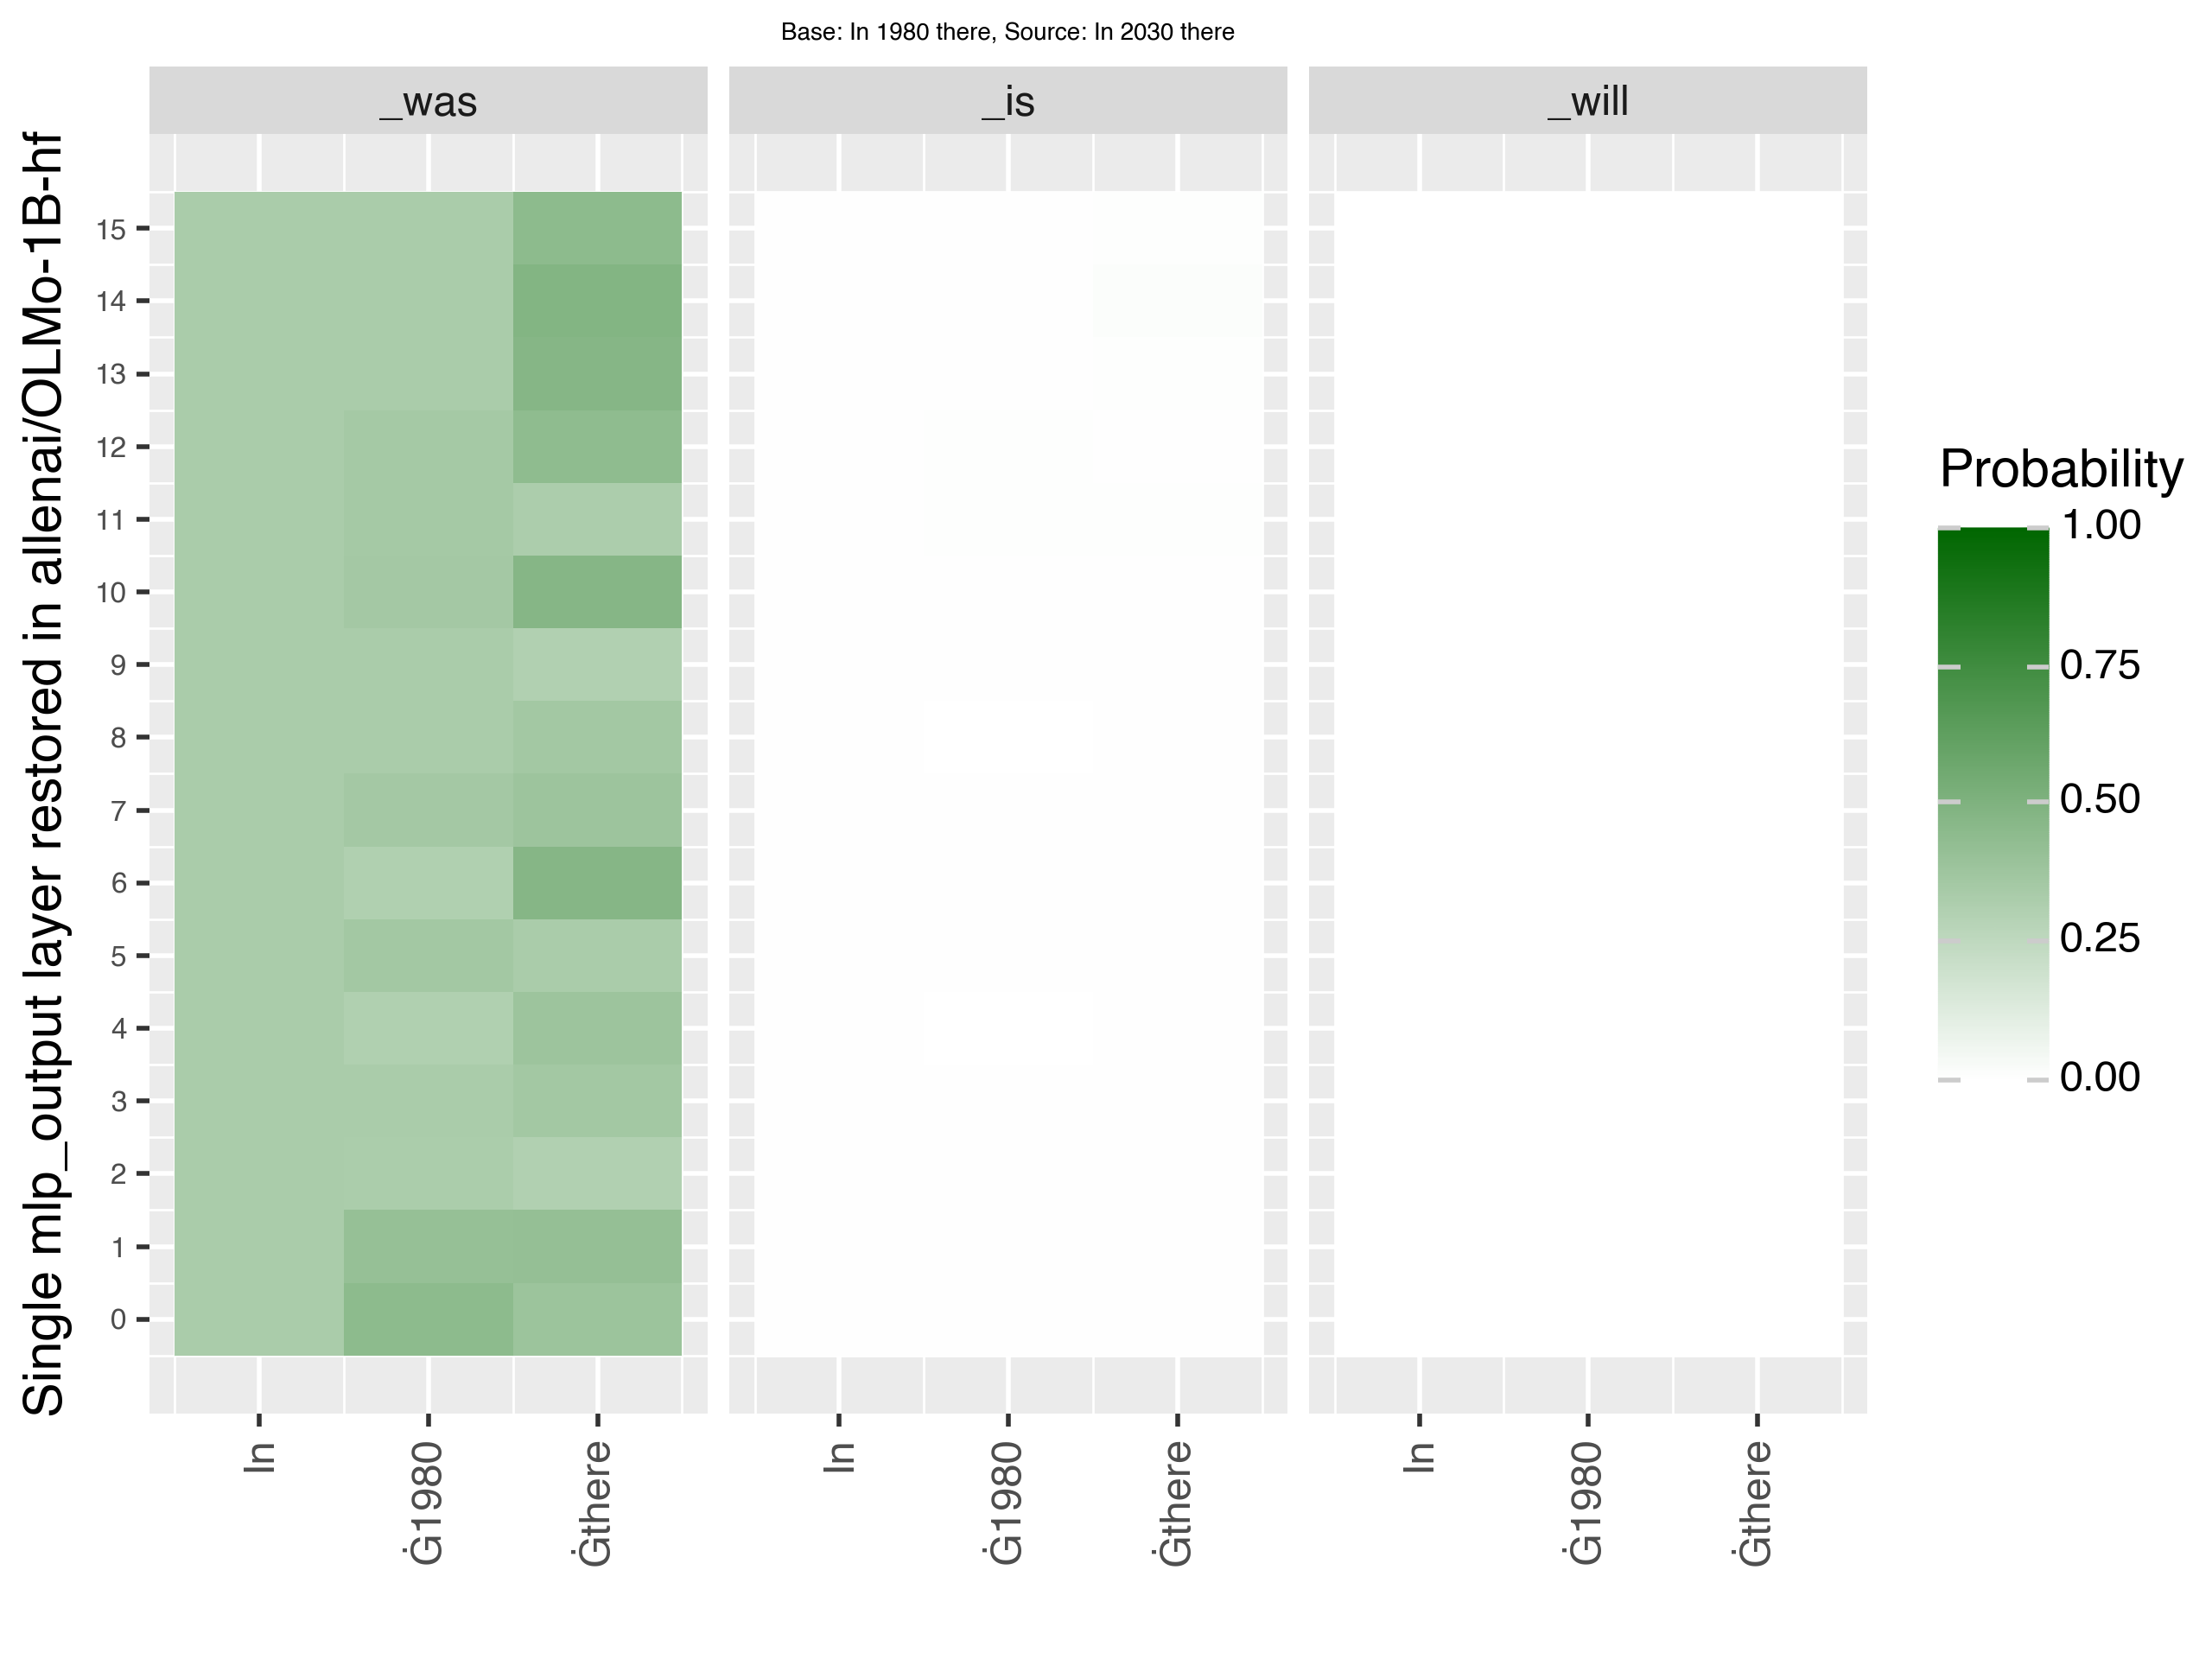 Base: In 1980 there, Source: In 2030 there
_was
_is
_will
Single mlp_output layer restored in allenai/OLMo-1B-hf
15
14
13
12
11
10
9
8
7
6
5
4
3
2
1
0
In
Ġ1980
Ġthere
In
Ġ1980
Ġthere
In
Ġ1980
Ġthere
Probability
1.00
0.75
0.50
0.25
0.00